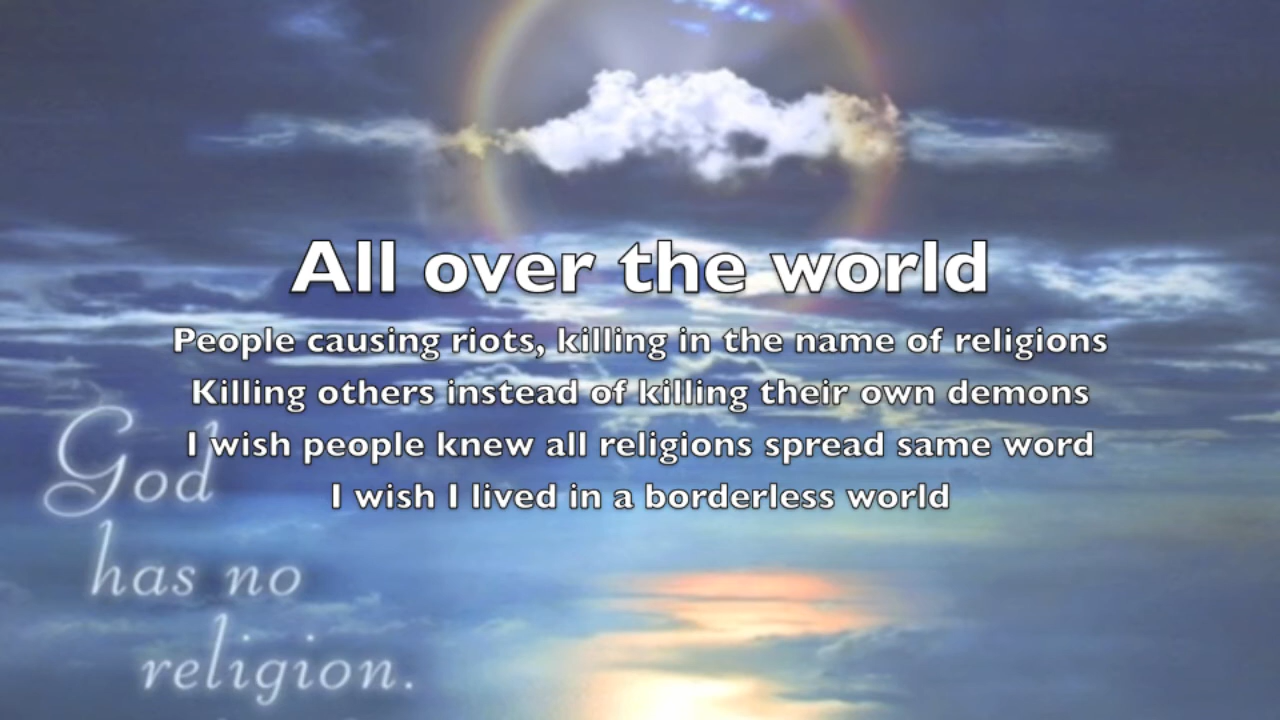 All over the world
People causing riots, killing in the name of religions
Killing others instead of killing their own demons
I wish people knew all religions spread same word
I wish I lived in a borderless world
God
has no
religion.